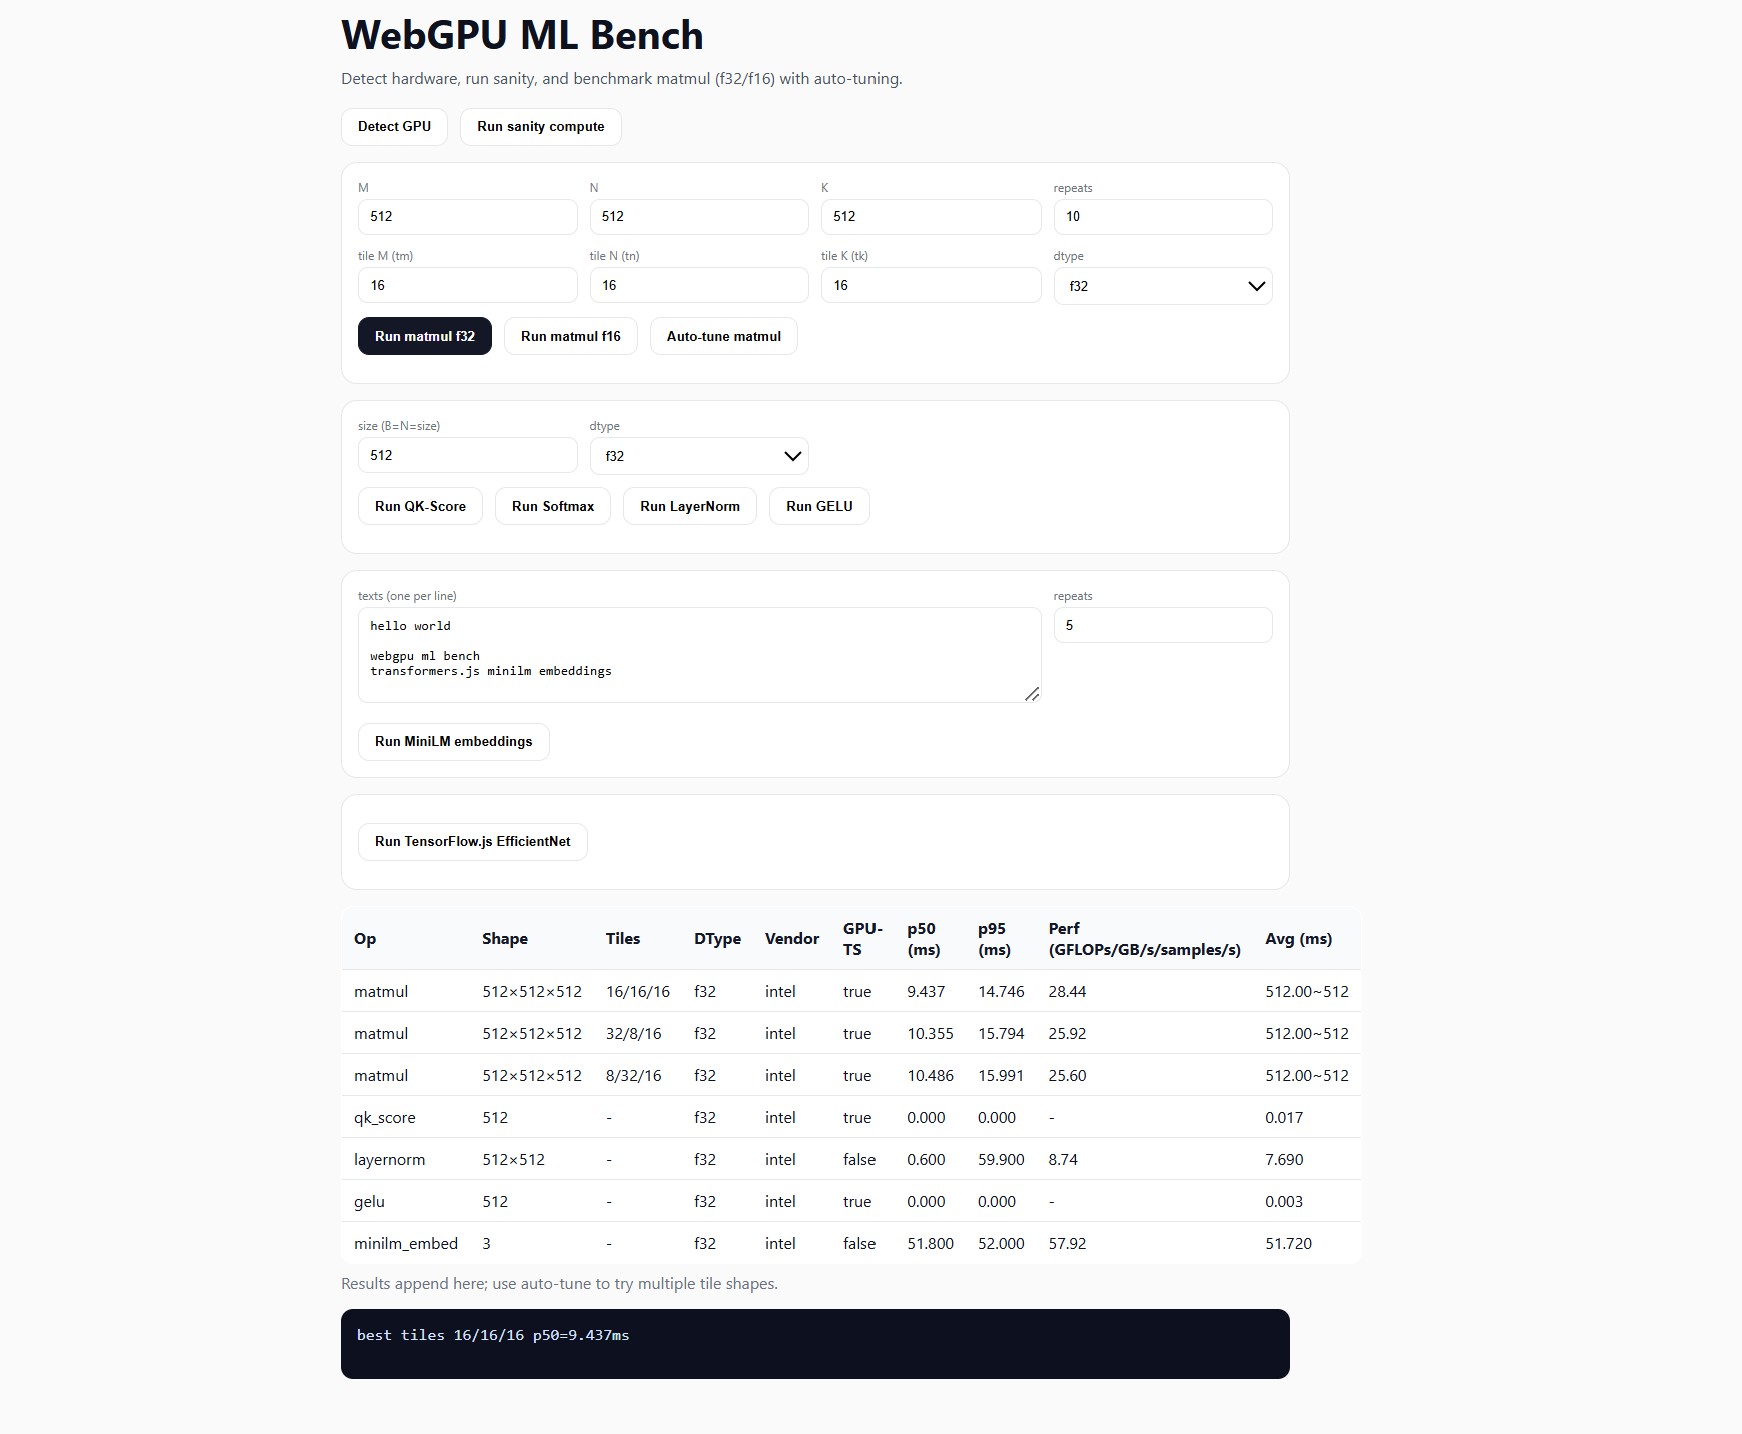 WebGPU ML Bench
Detect hardware, run sanity, and benchmark matmul (f32/f16) with auto-tuning.
Detect GPU Run sanity compute
M N K repeats
512 512 512 10
tile M (tm) tile N (tn) tile K (tk) dtype
16 16 16 f32
Run matmul f32 Run matmul f16 Auto-tune matmul
size (B=N=size) dtype
512 f32
Run QK-Score Run Softmax Run LayerNorm Run GELU
texts (one per line) repeats
hello world 5
webgpu ml bench
transformers.js minilm embeddings
Run MiniLM embeddings
Run TensorFlow.js EfficientNet
Op Shape Tiles DType Vendor GPU-TS p50 (ms) p95 (ms) Perf (GFLOPs/GB/s/samples/s) Avg (ms)
matmul 512×512×512 16/16/16 f32 intel true 9.437 14.746 28.44 512.00~512
matmul 512×512×512 32/8/16 f32 intel true 10.355 15.794 25.92 512.00~512
matmul 512×512×512 8/32/16 f32 intel true 10.486 15.991 25.60 512.00~512
qk_score 512 - f32 intel true 0.000 0.000 - 0.017
layernorm 512×512 - f32 intel false 0.600 59.900 8.74 7.690
gelu 512 - f32 intel true 0.000 0.000 - 0.003
minilm_embed 3 - f32 intel false 51.800 52.000 57.92 51.720
Results append here; use auto-tune to try multiple tile shapes.
best tiles 16/16/16 p50=9.437ms